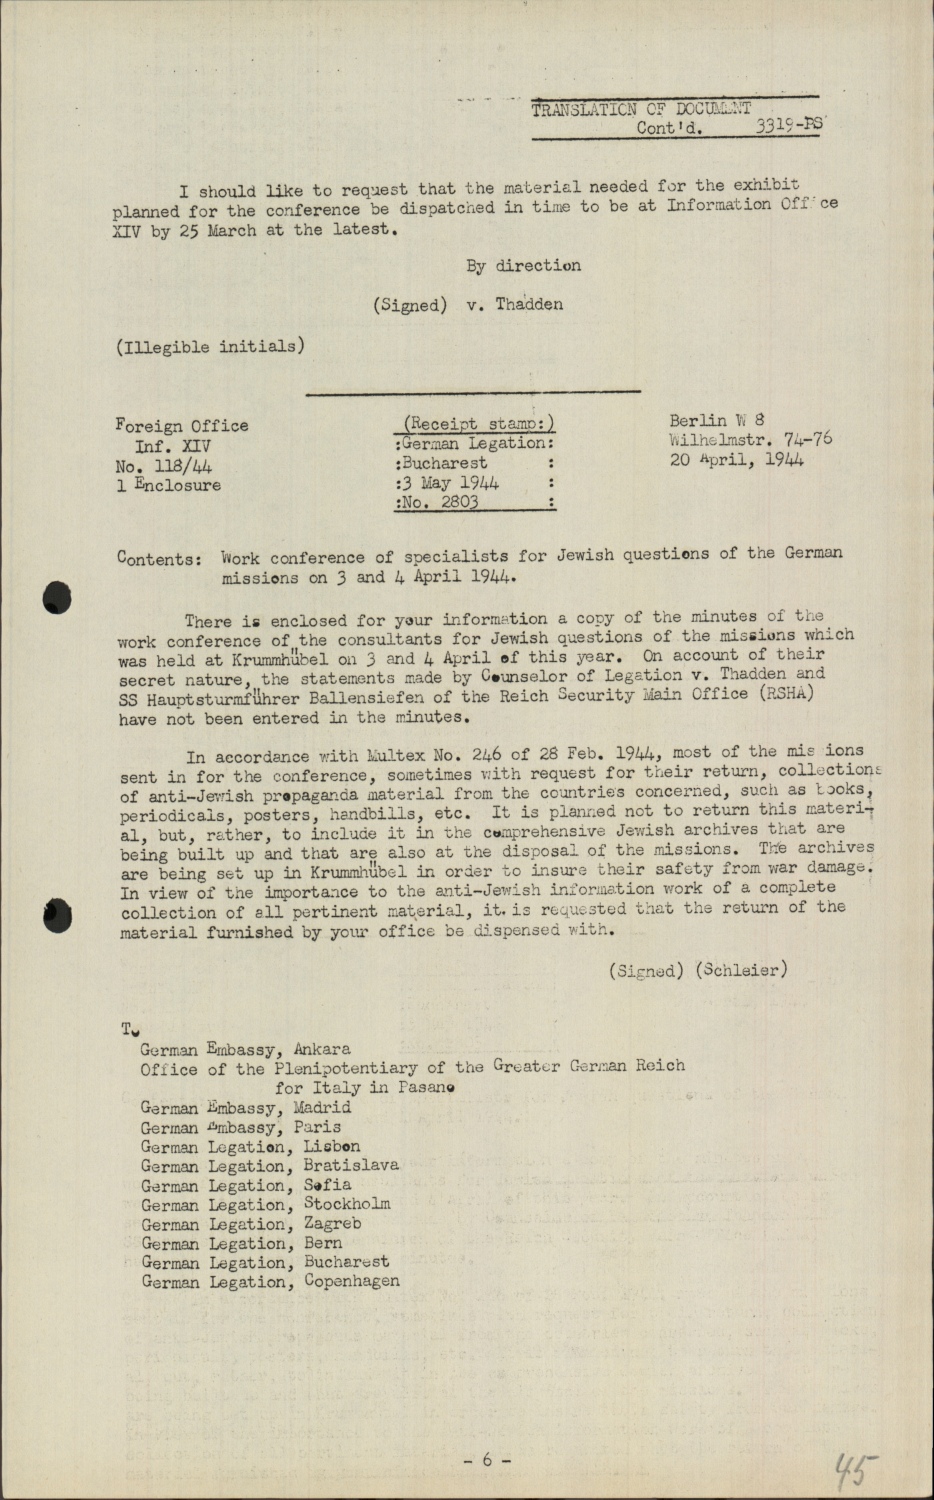 TRANSLATION OF DOCUMENT
Cont'd. 3319-PS
I should like to request that the material needed for the exhibit
planned for the conference be dispatched in time to be at Information Office
XIV by 25 March at the latest.
By direction
(Signed) v. Thadden
(Illegible initials)
Foreign Office
Inf. XIV
No. 118/44
1 Enclosure
(Receipt stamp:)
:German Legation:
:Bucharest :
:3 May 1944 :
:No. 2803 :
Berlin W 8
Wilhelmstr. 74-76
20 April, 1944
Contents: Work conference of specialists for Jewish questions of the German
missions on 3 and 4 April 1944.
There is enclosed for your information a copy of the minutes of the
work conference of the consultants for Jewish questions of the missions which
was held at Krummhübel on 3 and 4 April of this year. On account of their
secret nature, the statements made by Counselor of Legation v. Thadden and
SS Hauptsturmführer Ballensiefen of the Reich Security Main Office (RSHA)
have not been entered in the minutes.
In accordance with Multex No. 246 of 28 Feb. 1944, most of the mis ions
sent in for the conference, sometimes with request for their return, collections
of anti-Jewish propaganda material from the countries concerned, such as books,
periodicals, posters, handbills, etc. It is planned not to return this materi-
al, but, rather, to include it in the comprehensive Jewish archives that are
being built up and that are also at the disposal of the missions. The archives
are being set up in Krummhübel in order to insure their safety from war damage.
In view of the importance to the anti-Jewish information work of a complete
collection of all pertinent material, it is requested that the return of the
material furnished by your office be dispensed with.
(Signed) (Schleier)
To
German Embassy, Ankara
Office of the Plenipotentiary of the Greater German Reich
for Italy in Fasano
German Embassy, Madrid
German Embassy, Paris
German Legation, Lisbon
German Legation, Bratislava
German Legation, Sofia
German Legation, Stockholm
German Legation, Zagreb
German Legation, Bern
German Legation, Bucharest
German Legation, Copenhagen
- 6 -
45